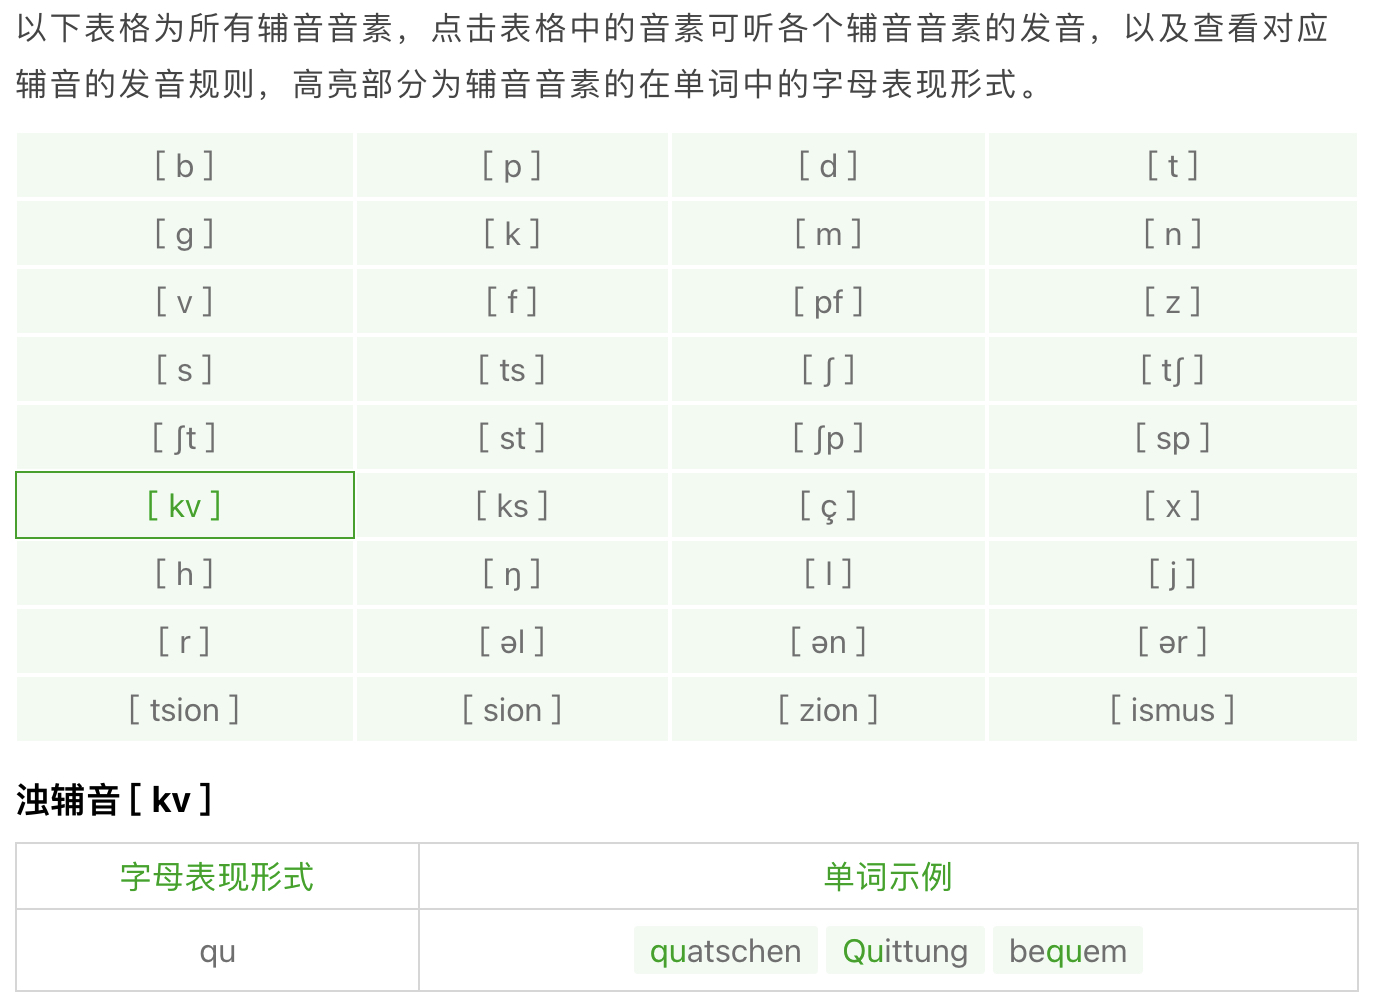 以下表格为所有辅音音素，点击表格中的音素可听各个辅音音素的发音，以及查看对应
辅音的发音规则，高亮部分为辅音音素的在单词中的字母表现形式。
[ b ] [ p ] [ d ] [ t ]
[ g ] [ k ] [ m ] [ n ]
[ v ] [ f ] [ pf ] [ z ]
[ s ] [ ts ] [ ʃ ] [ tʃ ]
[ ʃt ] [ st ] [ ʃp ] [ sp ]
[ kv ] [ ks ] [ ç ] [ x ]
[ h ] [ ŋ ] [ l ] [ j ]
[ r ] [ əl ] [ ən ] [ ər ]
[ tsion ] [ sion ] [ zion ] [ ismus ]
浊辅音 [ kv ]
字母表现形式 单词示例
qu quatschen Quittung bequem